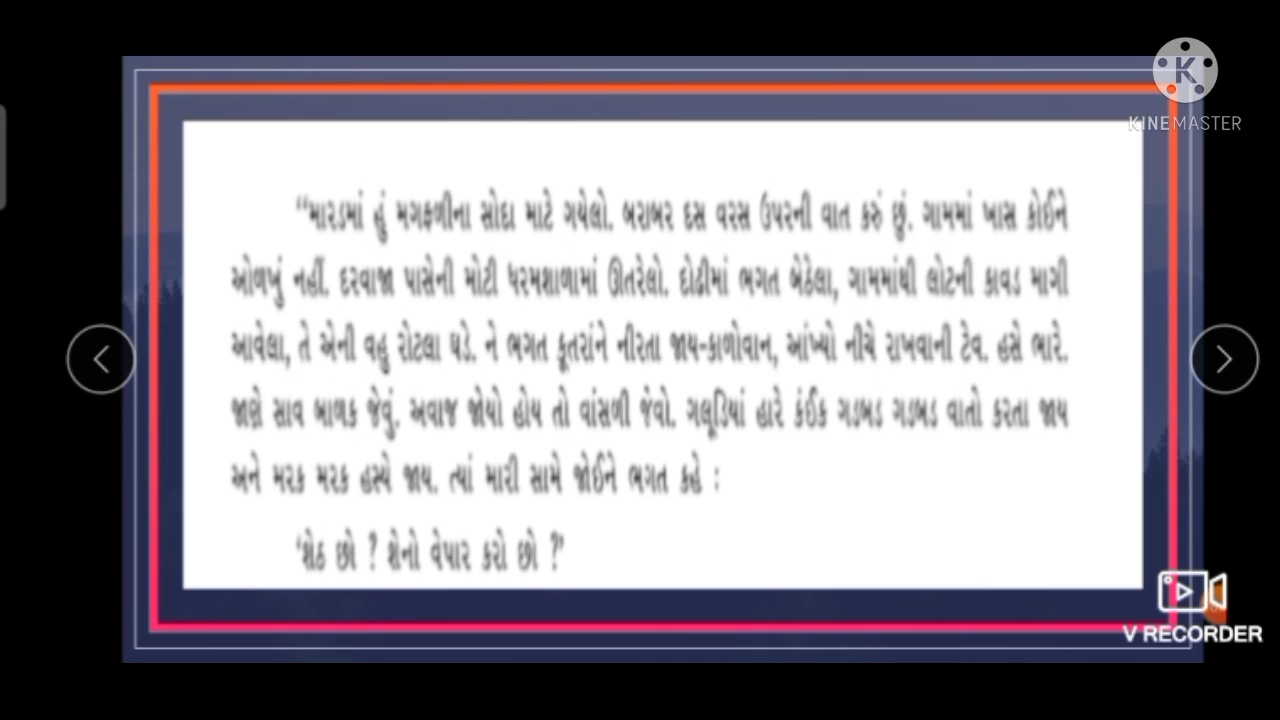 KINEMASTER
“મારડમાં હું મગફળીના સોદા માટે ગયેલો. બરાબર દસ વરસ ઉપરની વાત કરું છું. ગામમાં ખાસ કોઈને
ઓળખું નહીં. દરવાજા પાસેની મોટી ધરમશાળામાં ઊતરેલો. દોઢીમાં ભગત બેઠેલા, ગામમાંથી લોટની કાવડ માગી
આવેલા, તે એની વહુ રોટલા ઘડે. ને ભગત કૂતરાંને નીરતા જાય-કાળોવાન, આંખ્યો નીચે રાખવાની ટેવ. હસે ભારે.
જાણે સાવ બાળક જેવું. અવાજ જોયો હોય તો વાંસળી જેવો. ગલૂડિયાં હારે કંઈક ગડબડ ગડબડ વાતો કરતા જાય
અને મરક મરક હસ્યે જાય. ત્યાં મારી સામે જોઈને ભગત કહે :
‘શેઠ છો ? શેનો વેપાર કરો છો ?’
V RECORDER